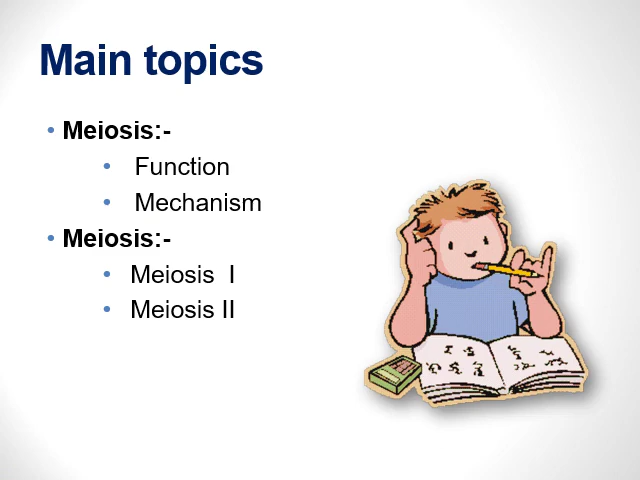 Main topics
• Meiosis:-
• Function
• Mechanism
• Meiosis:-
• Meiosis I
• Meiosis II